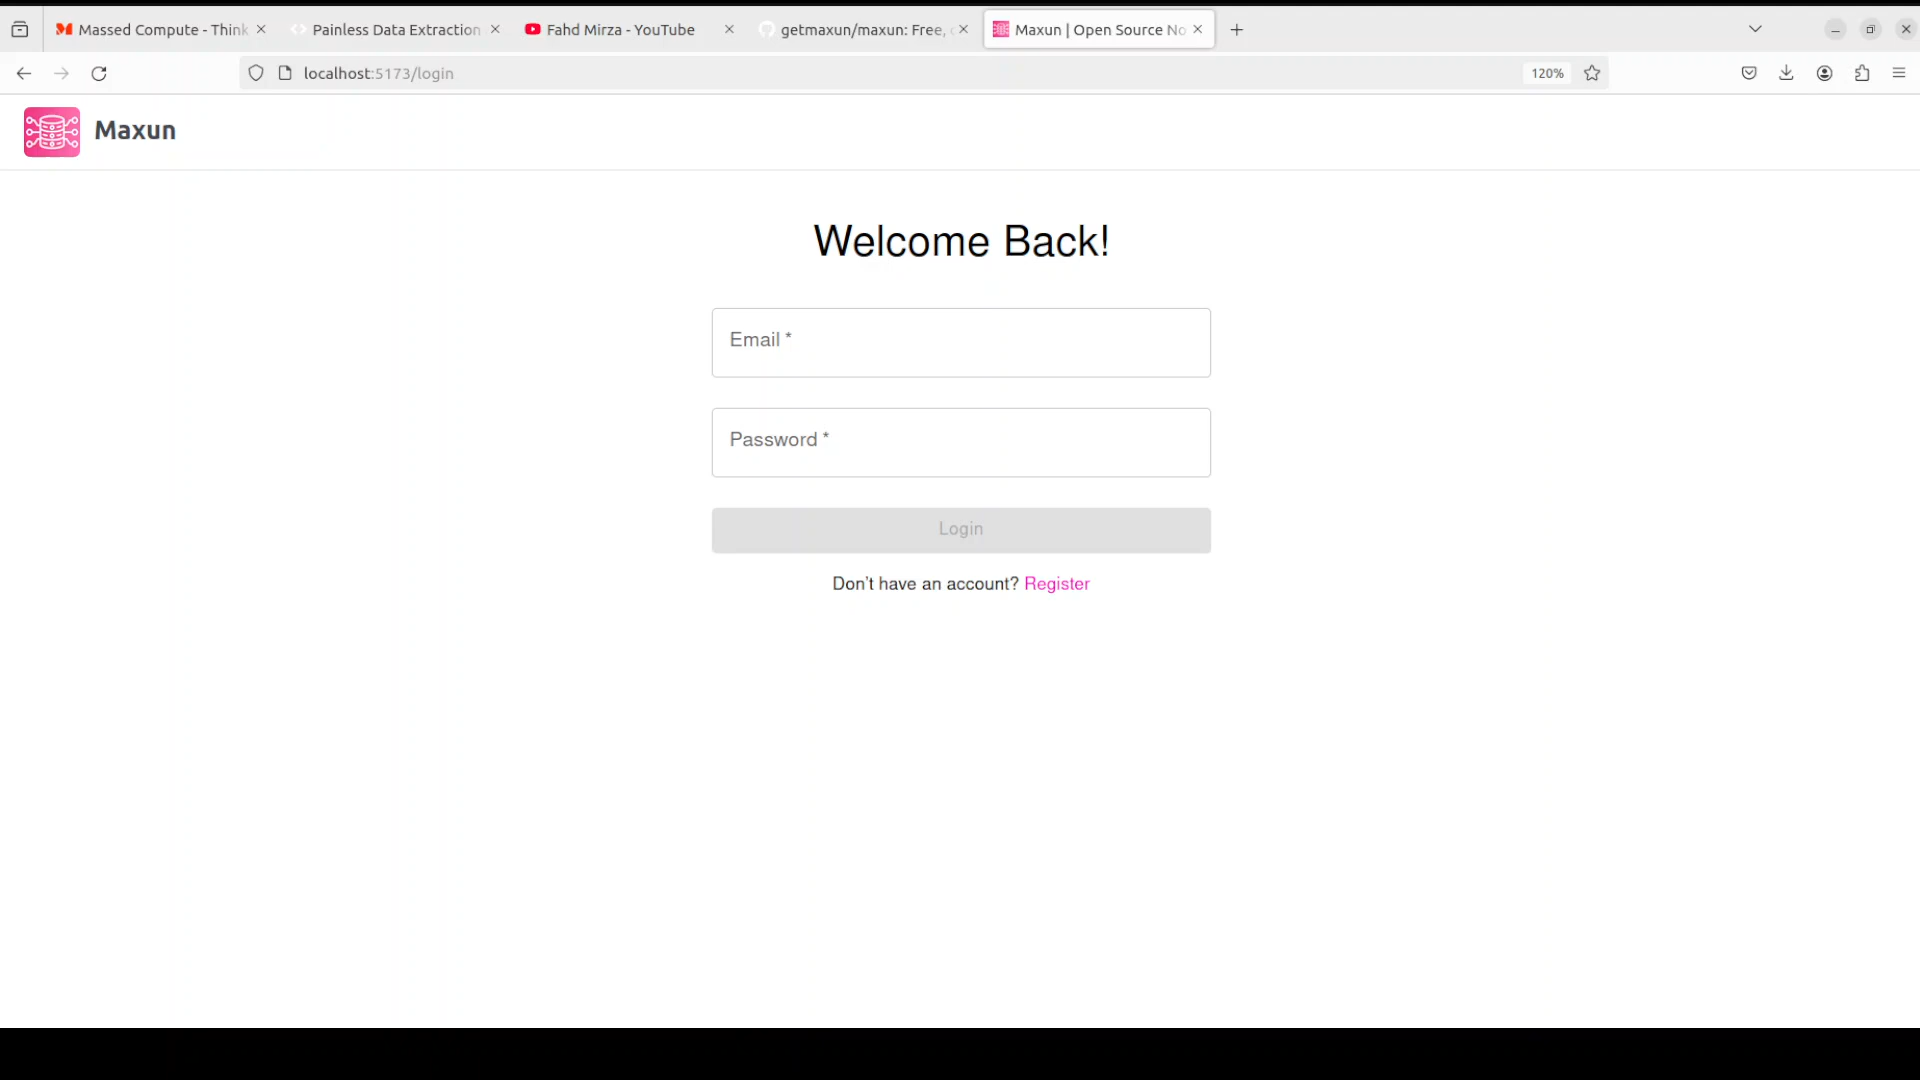 Massed Compute - Think
Painless Data Extraction
Fahd Mirza - YouTube
getmaxun/maxun: Free,
Maxun | Open Source No
localhost:5173/login
120%
Maxun
Welcome Back!
Email *
Password *
Login
Don't have an account? Register